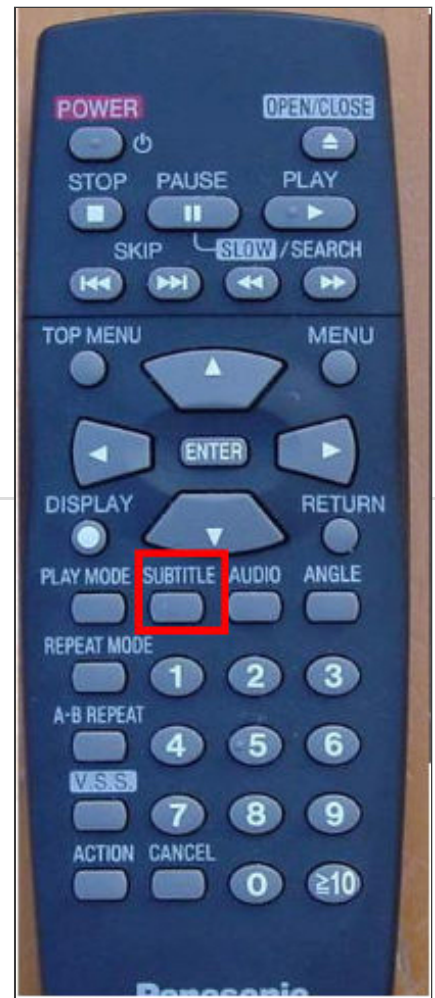 POWER OPEN/CLOSE
STOP PAUSE PLAY
SKIP SLOW/SEARCH
TOP MENU MENU
ENTER
DISPLAY RETURN
PLAY MODE SUBTITLE AUDIO ANGLE
REPEAT MODE
1 2 3
A-B REPEAT
4 5 6
V.S.S.
7 8 9
ACTION CANCEL
0 ≧10
Panasonic